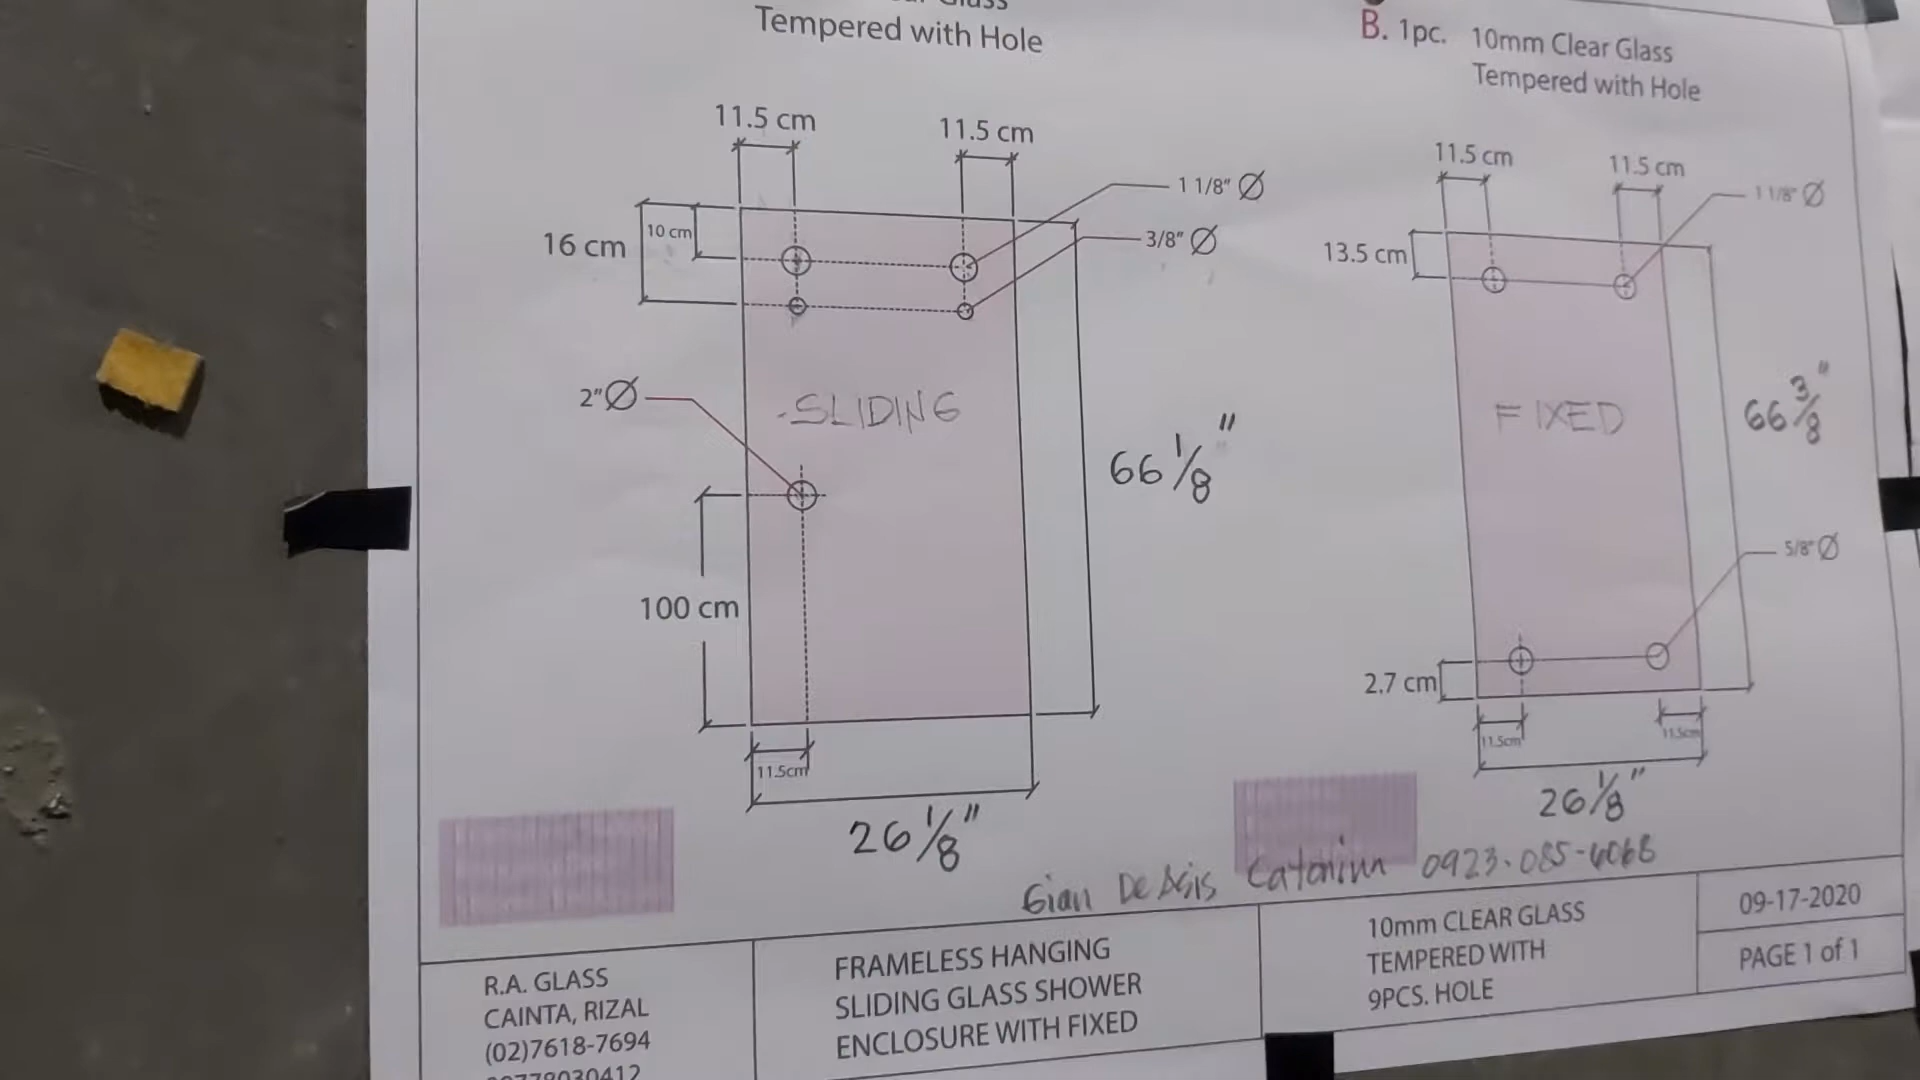 Glass
Tempered with Hole
11.5 cm
11.5 cm
1 1/8" Ø
3/8" Ø
16 cm
10 cm
2" Ø
SLIDING
66 1/8"
100 cm
11.5cm
26 1/8"
B. 1pc. 10mm Clear Glass
Tempered with Hole
11.5 cm
11.5 cm
1 1/8" Ø
13.5 cm
FIXED
66 3/8"
5/8" Ø
2.7 cm
11.5cm
11.5cm
26 1/8"
Gian De Asis 0923.085-6068
R.A. GLASS
CAINTA, RIZAL
(02)7618-7694
FRAMELESS HANGING
SLIDING GLASS SHOWER
ENCLOSURE WITH FIXED
10mm CLEAR GLASS
TEMPERED WITH
9PCS. HOLE
09-17-2020
PAGE 1 of 1